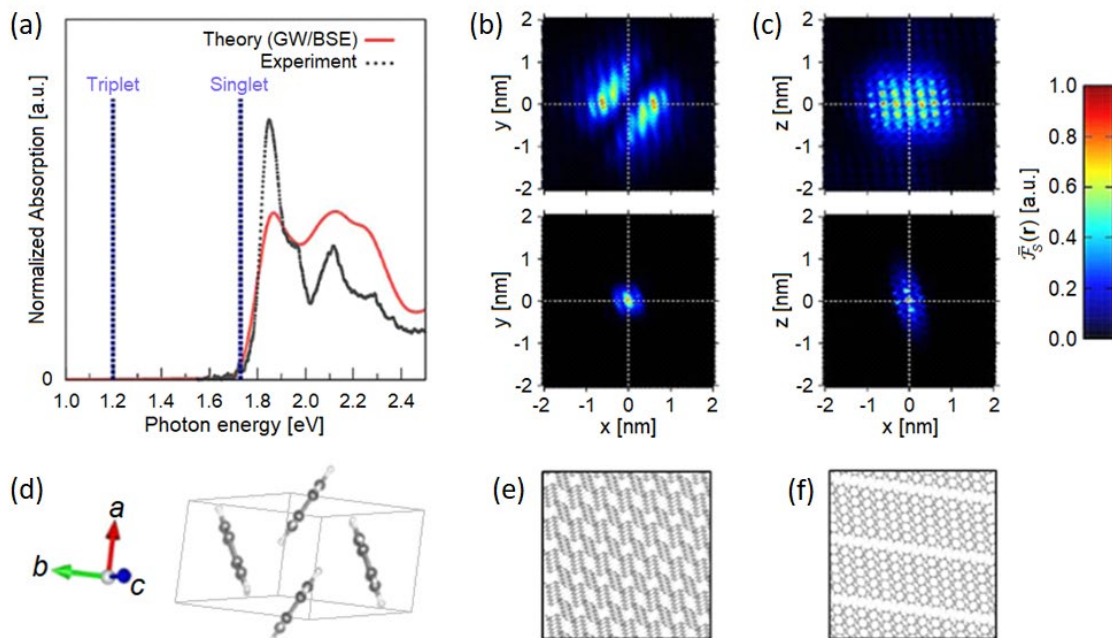 (a)
Theory (GW/BSE)
Experiment
Triplet
Singlet
Normalized Absorption [a.u.]
0
1.0 1.2 1.4 1.6 1.8 2.0 2.2 2.4
Photon energy [eV]
(b)
2
1
0
-1
-2
y [nm]
2
1
0
-1
-2
y [nm]
-2 -1 0 1 2
x [nm]
(c)
2
1
0
-1
-2
z [nm]
2
1
0
-1
-2
z [nm]
-2 -1 0 1 2
x [nm]
1.0
0.8
0.6
0.4
0.2
0.0
ℱ̄_S(r) [a.u.]
(d)
a
b
c
(e)
(f)